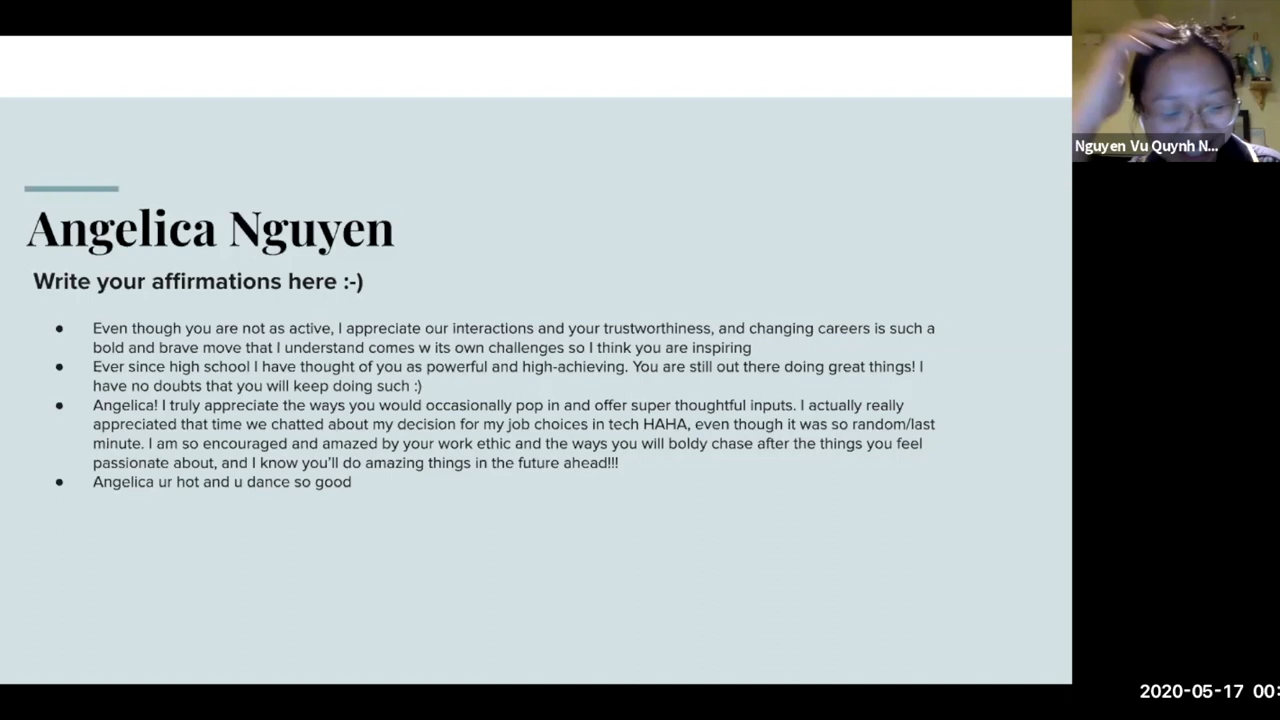 Angelica Nguyen
Write your affirmations here :-)
● Even though you are not as active, I appreciate our interactions and your trustworthiness, and changing careers is such a
bold and brave move that I understand comes w its own challenges so I think you are inspiring
● Ever since high school I have thought of you as powerful and high-achieving. You are still out there doing great things! I
have no doubts that you will keep doing such :)
● Angelica! I truly appreciate the ways you would occasionally pop in and offer super thoughtful inputs. I actually really
appreciated that time we chatted about my decision for my job choices in tech HAHA, even though it was so random/last
minute. I am so encouraged and amazed by your work ethic and the ways you will boldy chase after the things you feel
passionate about, and I know you’ll do amazing things in the future ahead!!!
● Angelica ur hot and u dance so good
Nguyen Vu Quynh N...
2020-05-17 00: